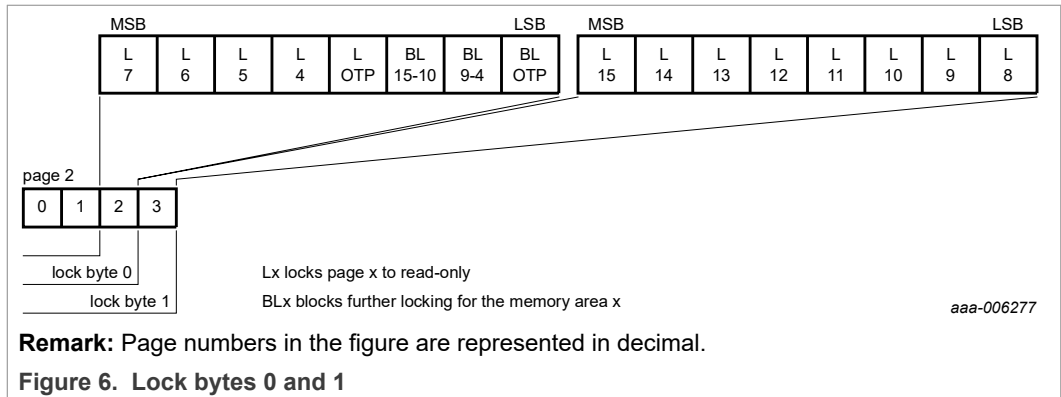 MSB LSB MSB LSB
L 7 L 6 L 5 L 4 L OTP BL 15-10 BL 9-4 BL OTP L 15 L 14 L 13 L 12 L 11 L 10 L 9 L 8
page 2
0 1 2 3
lock byte 0 Lx locks page x to read-only
lock byte 1 BLx blocks further locking for the memory area x
aaa-006277
Remark: Page numbers in the figure are represented in decimal.
Figure 6. Lock bytes 0 and 1